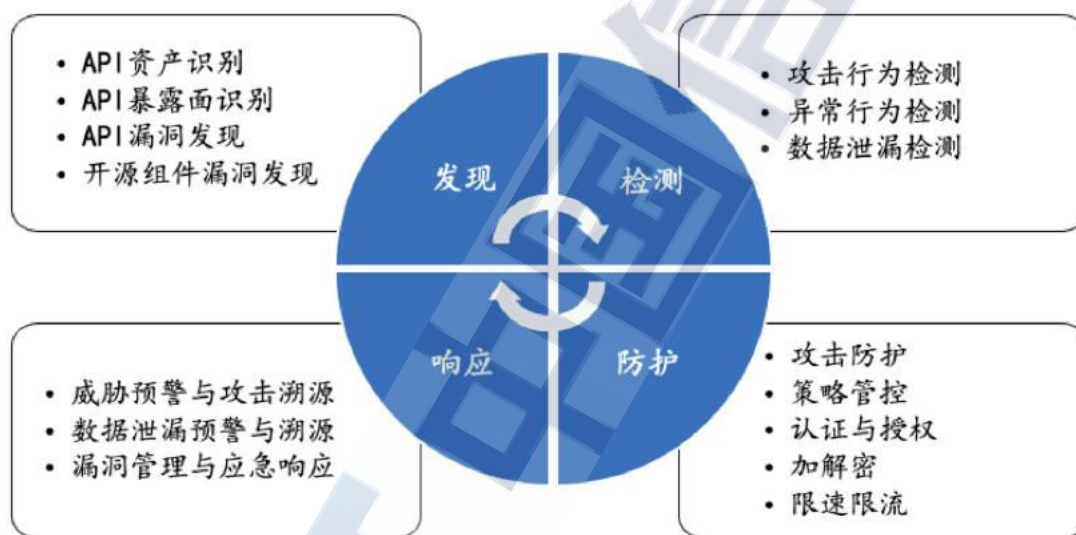 • API资产识别
• API暴露面识别
• API漏洞发现
• 开源组件漏洞发现
• 攻击行为检测
• 异常行为检测
• 数据泄漏检测
发现
检测
响应
防护
• 威胁预警与攻击溯源
• 数据泄漏预警与溯源
• 漏洞管理与应急响应
• 攻击防护
• 策略管控
• 认证与授权
• 加解密
• 限速限流